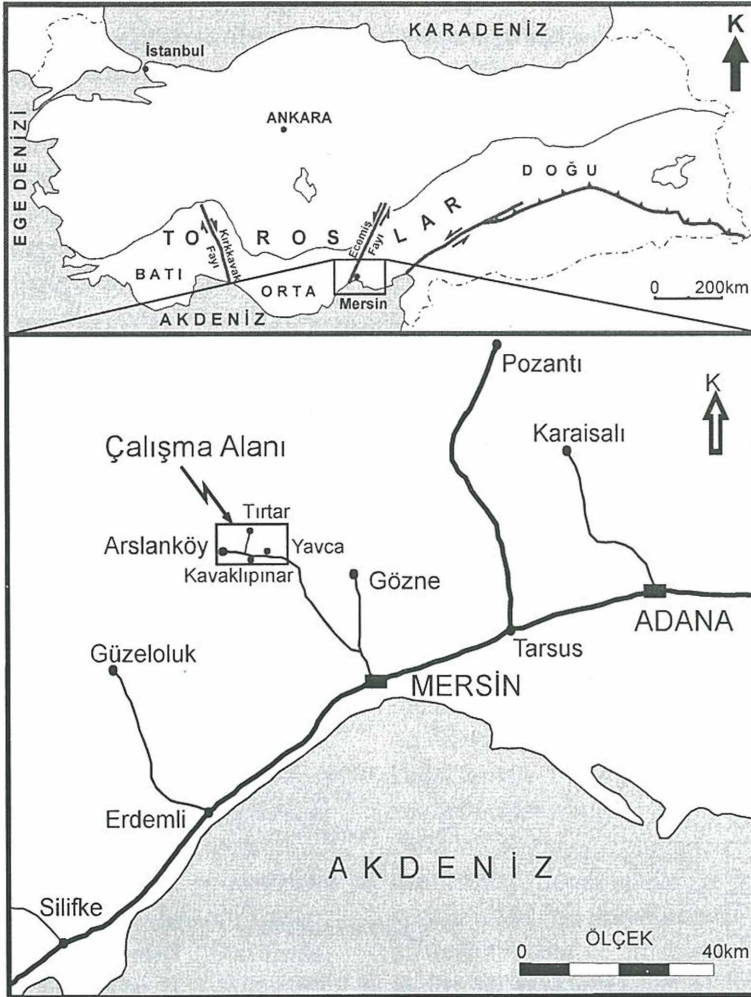 KARADENİZ
K
İstanbul
ANKARA
EGE DENİZİ
DOĞU
TOROSLAR
Kırkkavak
Fayı
Ecemiş
Fayı
BATI
ORTA
Mersin
AKDENİZ
0 200km
Pozantı
K
Karaisalı
Çalışma Alanı
Tırtar
Arslanköy
Yavca
Kavaklıpınar
Gözne
ADANA
Tarsus
Güzeloluk
MERSİN
Erdemli
AKDENİZ
Silifke
ÖLÇEK
0 40km